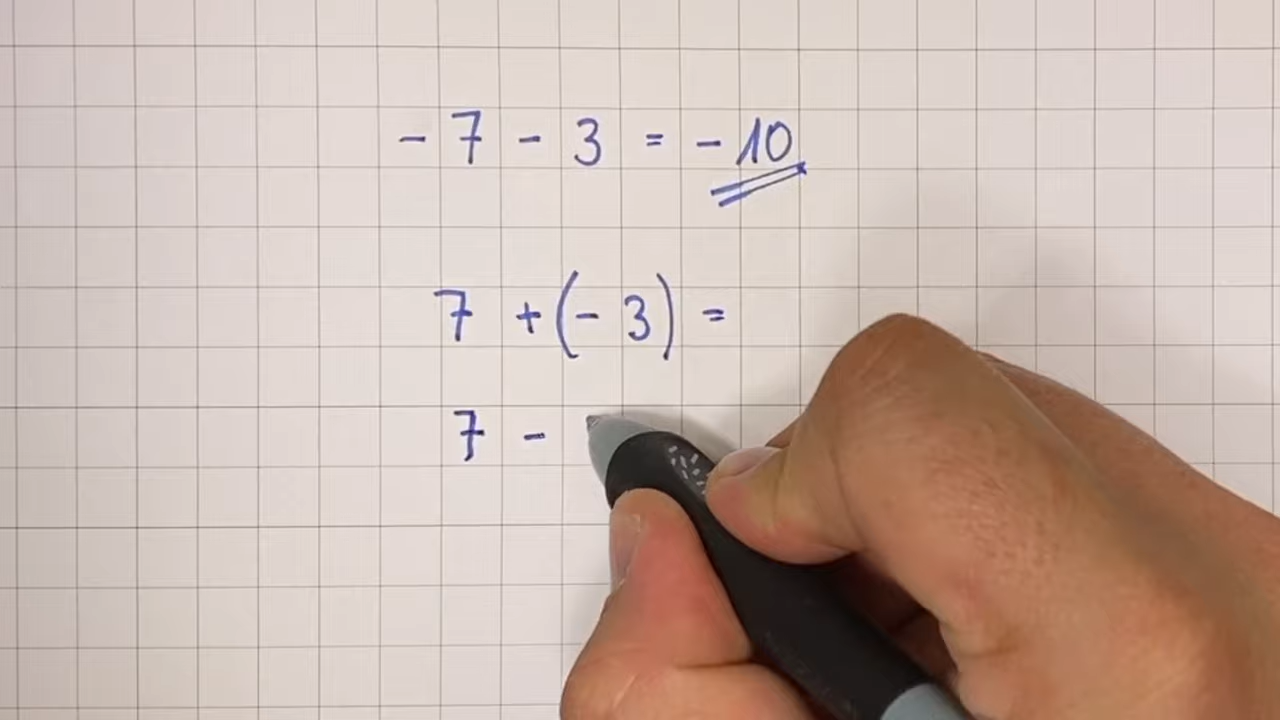 - 7 - 3 = - 10
7 + (- 3) =
7 -